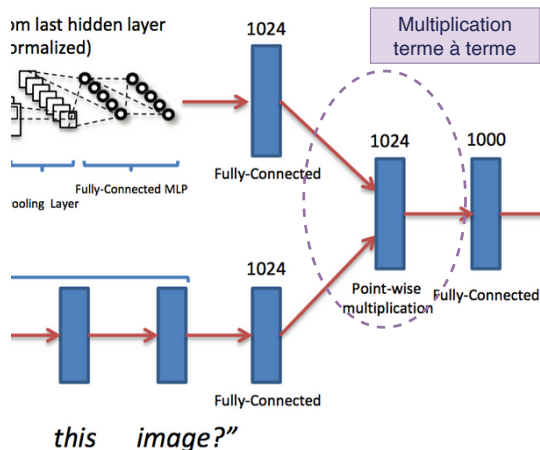 om last hidden layer
ormalized)
1024
Multiplication
terme à terme
Fully-Connected MLP
ooling Layer
Fully-Connected
1024
1000
Point-wise
multiplication
Fully-Connected
1024
Fully-Connected
this image?”